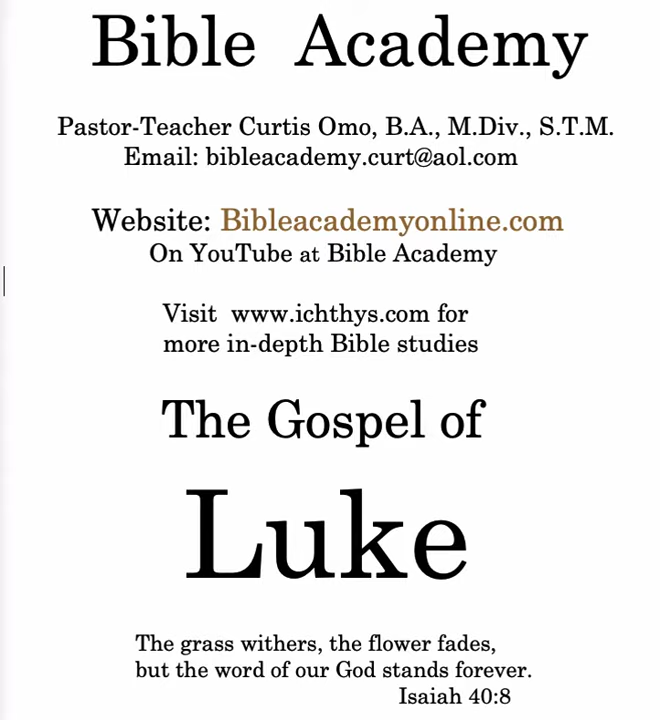 Bible Academy
Pastor-Teacher Curtis Omo, B.A., M.Div., S.T.M.
Email: bibleacademy.curt@aol.com
Website: Bibleacademyonline.com
On YouTube at Bible Academy
Visit www.ichthys.com for
more in-depth Bible studies
The Gospel of
Luke
The grass withers, the flower fades,
but the word of our God stands forever.
Isaiah 40:8